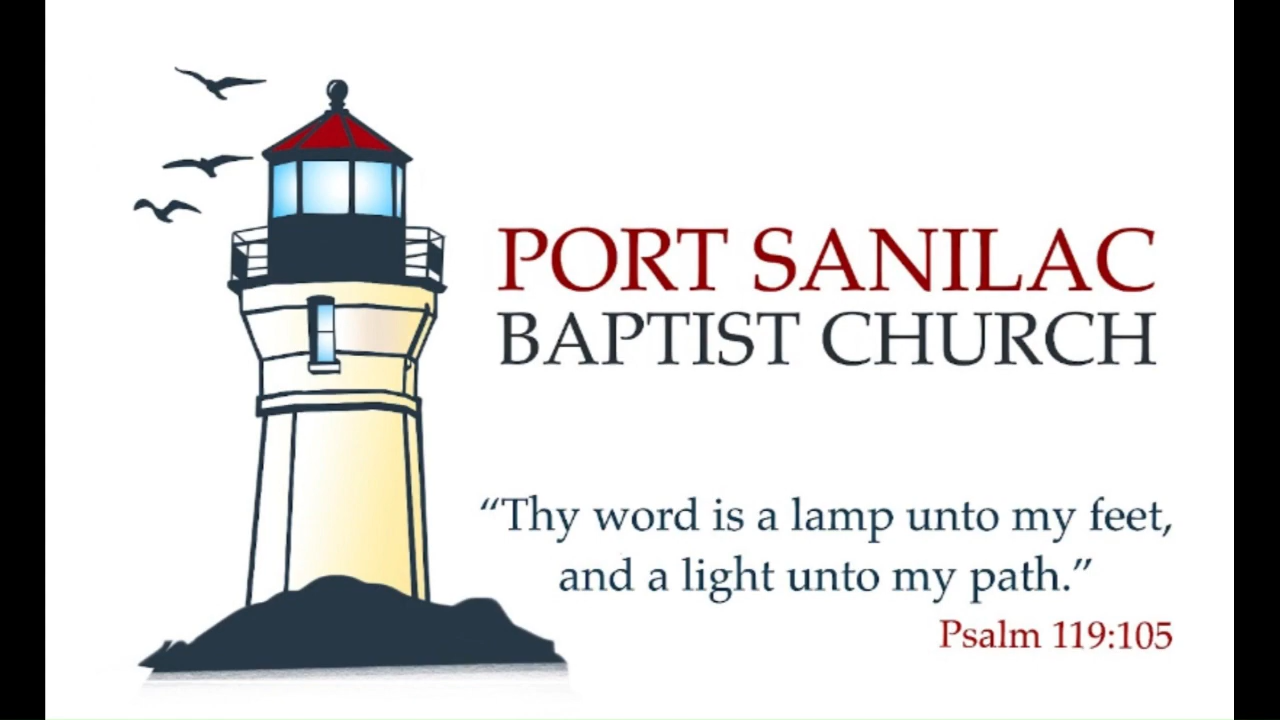 PORT SANILAC
BAPTIST CHURCH
“Thy word is a lamp unto my feet,
and a light unto my path.”
Psalm 119:105